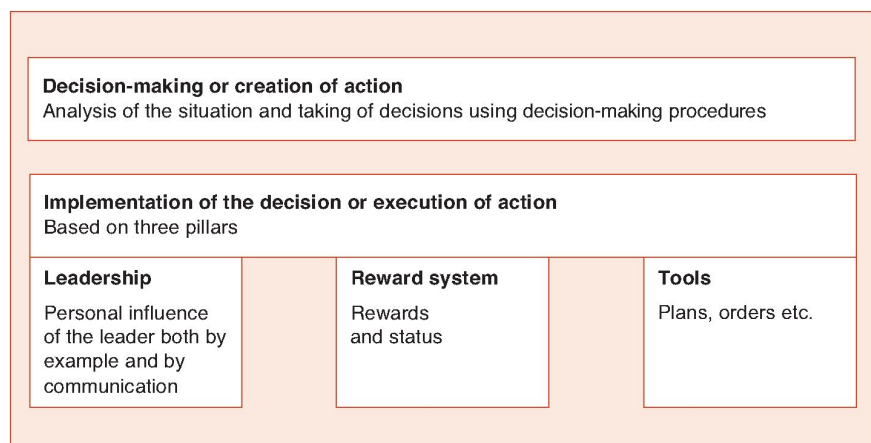 Decision-making or creation of action
Analysis of the situation and taking of decisions using decision-making procedures
Implementation of the decision or execution of action
Based on three pillars
Leadership
Personal influence
of the leader both by
example and by
communication
Reward system
Rewards
and status
Tools
Plans, orders etc.